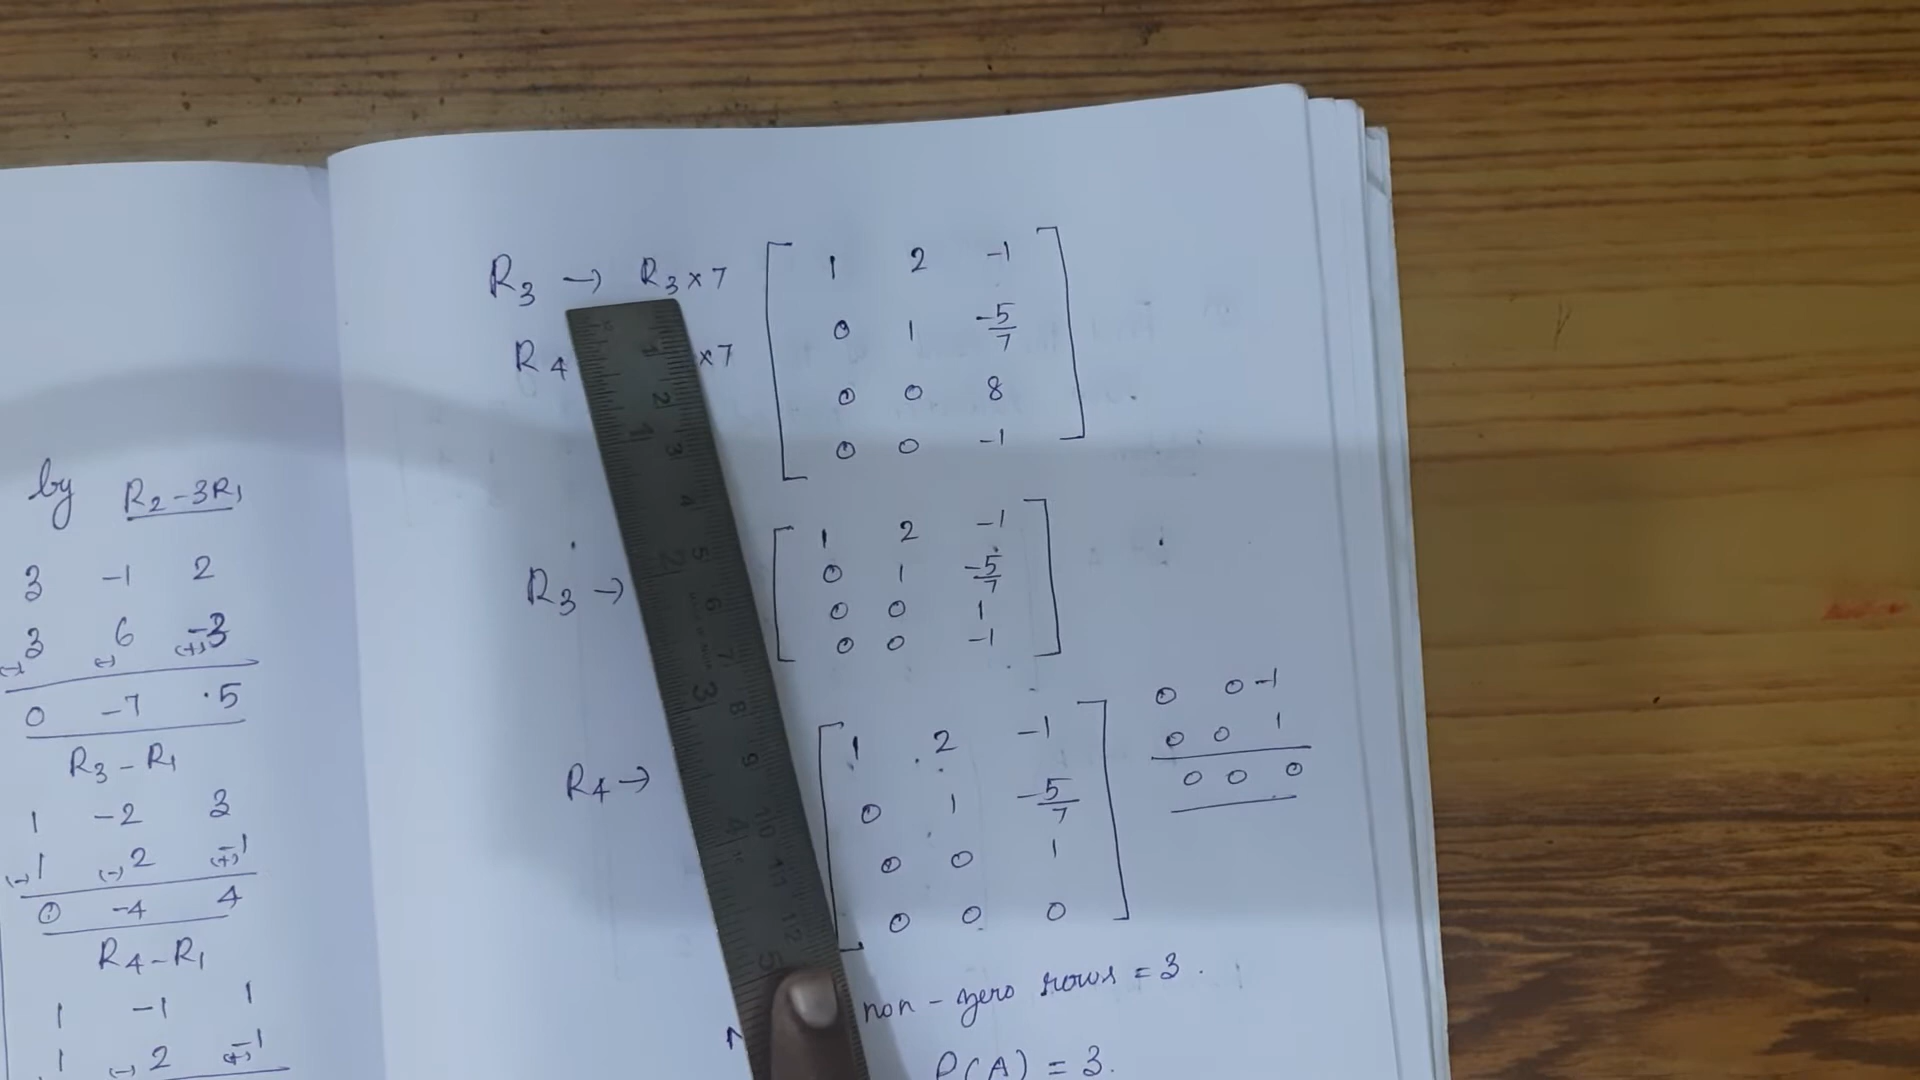 by R2 - 3R1
3 -1 2
(-)3 (-)6 (+)-3
0 -7 5
R3 - R1
1 -2 3
(-)1 (-)2 (+)-1
0 -4 4
R4 - R1
1 -1 1
1 (-)2 (+)-1
R3 → R3 × 7
R4 × 7
1 2 -1
0 1 -5/7
0 0 8
0 0 -1
R3 →
1 2 -1
0 1 -5/7
0 0 1
0 0 -1
R4 →
1 2 -1
0 1 -5/7
0 0 1
0 0 0
0 0 -1
0 0 1
0 0 0
non-zero rows = 3.
P(A) = 3.